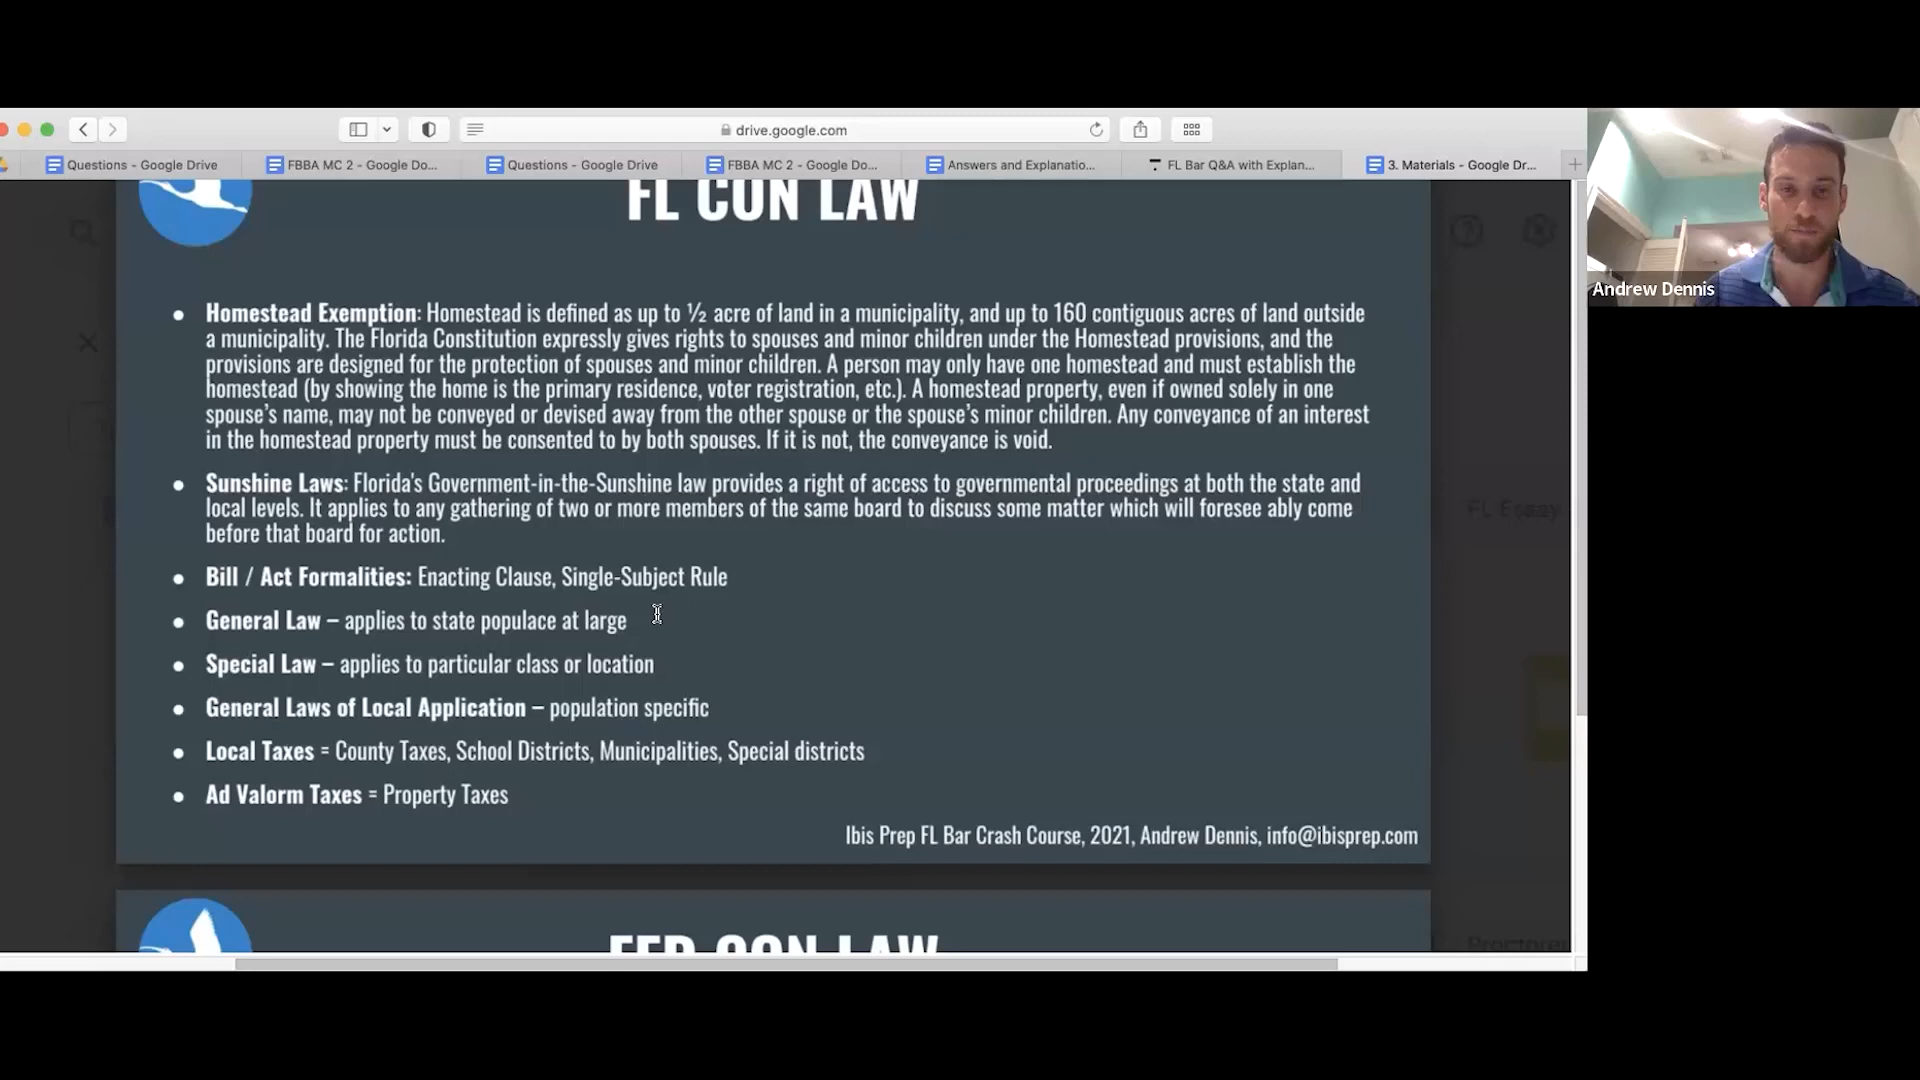 drive.google.com
Questions - Google Drive
FBBA MC 2 - Google Do...
Questions - Google Drive
FBBA MC 2 - Google Do...
Answers and Explanatio...
FL Bar Q&A with Explan...
3. Materials - Google Dr...
FL CON LAW
Andrew Dennis
• Homestead Exemption: Homestead is defined as up to ½ acre of land in a municipality, and up to 160 contiguous acres of land outside
a municipality. The Florida Constitution expressly gives rights to spouses and minor children under the Homestead provisions, and the
provisions are designed for the protection of spouses and minor children. A person may only have one homestead and must establish the
homestead (by showing the home is the primary residence, voter registration, etc.). A homestead property, even if owned solely in one
spouse's name, may not be conveyed or devised away from the other spouse or the spouse's minor children. Any conveyance of an interest
in the homestead property must be consented to by both spouses. If it is not, the conveyance is void.
• Sunshine Laws: Florida's Government-in-the-Sunshine law provides a right of access to governmental proceedings at both the state and
local levels. It applies to any gathering of two or more members of the same board to discuss some matter which will foresee ably come
before that board for action.
• Bill / Act Formalities: Enacting Clause, Single-Subject Rule
• General Law – applies to state populace at large
• Special Law – applies to particular class or location
• General Laws of Local Application – population specific
• Local Taxes = County Taxes, School Districts, Municipalities, Special districts
• Ad Valorm Taxes = Property Taxes
Ibis Prep FL Bar Crash Course, 2021, Andrew Dennis, info@ibisprep.com
FL Essay
FED CON LAW